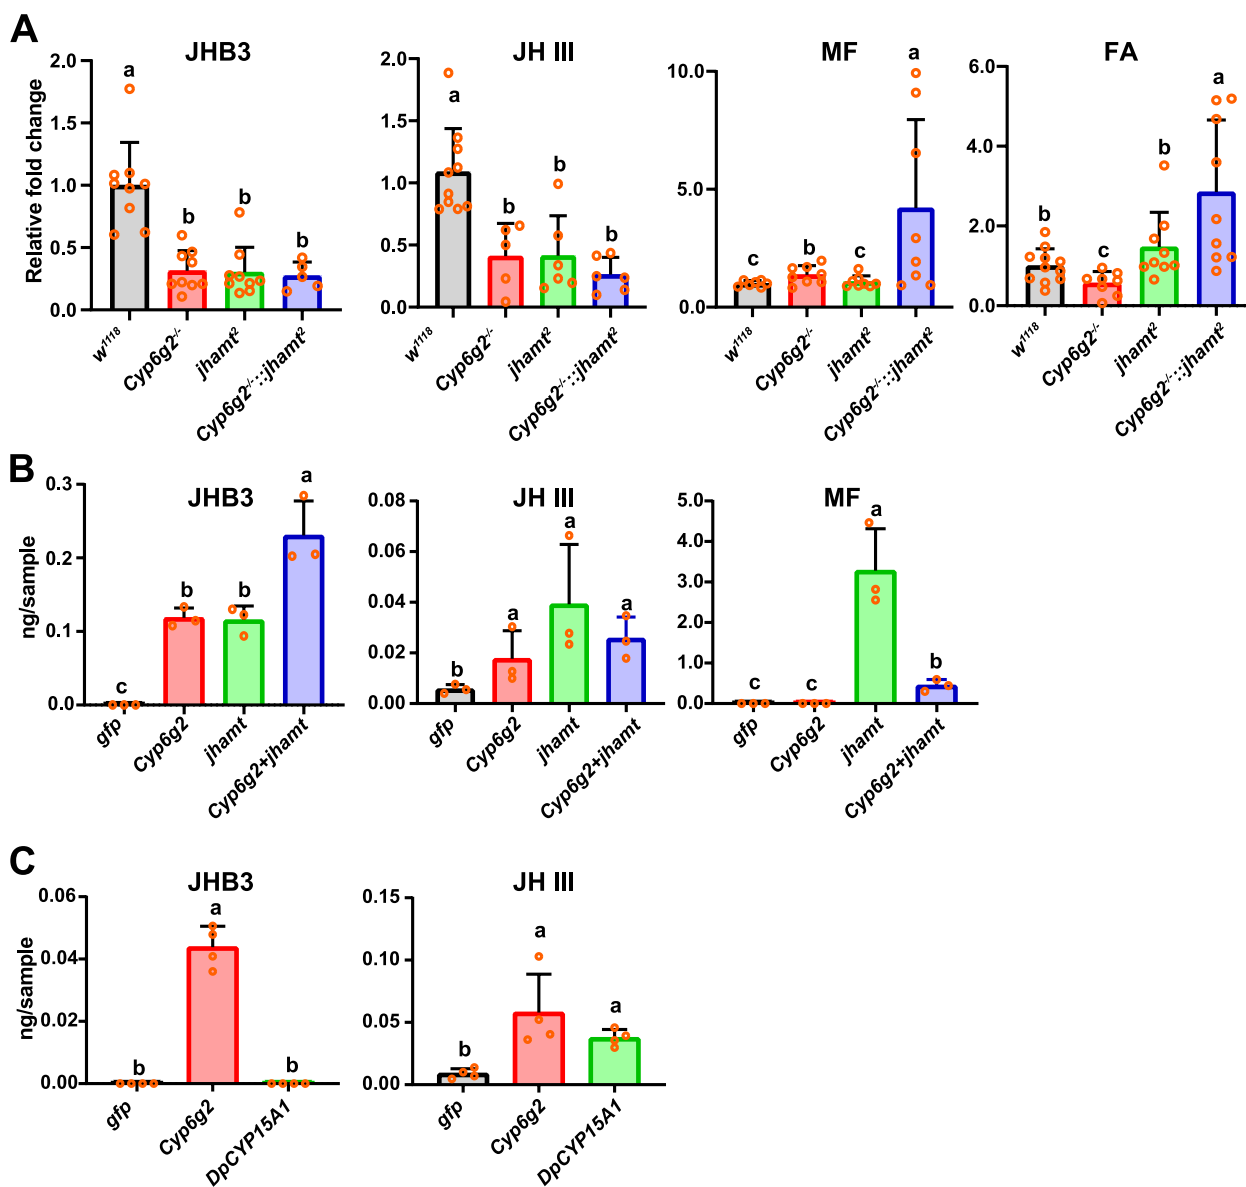 A
JHB3
JH III
MF
FA
Relative fold change
2.0
1.5
1.0
0.5
0.0
a
b
b
b
w¹¹¹⁸
Cyp6g2⁻/⁻
jhamt²
Cyp6g2⁻/⁻::jhamt²
2.0
1.5
1.0
0.5
0.0
a
b
b
b
w¹¹¹⁸
Cyp6g2⁻/⁻
jhamt²
Cyp6g2⁻/⁻::jhamt²
10.0
5.0
0.0
c
b
c
a
w¹¹¹⁸
Cyp6g2⁻/⁻
jhamt²
Cyp6g2⁻/⁻::jhamt²
6.0
4.0
2.0
0.0
b
c
b
a
w¹¹¹⁸
Cyp6g2⁻/⁻
jhamt²
Cyp6g2⁻/⁻::jhamt²
B
JHB3
JH III
MF
ng/sample
0.3
0.2
0.1
0.0
c
b
b
a
gfp
Cyp6g2
jhamt
Cyp6g2+jhamt
0.08
0.06
0.04
0.02
0.00
b
a
a
a
gfp
Cyp6g2
jhamt
Cyp6g2+jhamt
5.0
4.0
3.0
2.0
1.0
0.0
c
c
a
b
gfp
Cyp6g2
jhamt
Cyp6g2+jhamt
C
JHB3
JH III
ng/sample
0.06
0.04
0.02
0.00
b
a
b
gfp
Cyp6g2
DpCYP15A1
0.15
0.10
0.05
0.00
b
a
a
gfp
Cyp6g2
DpCYP15A1